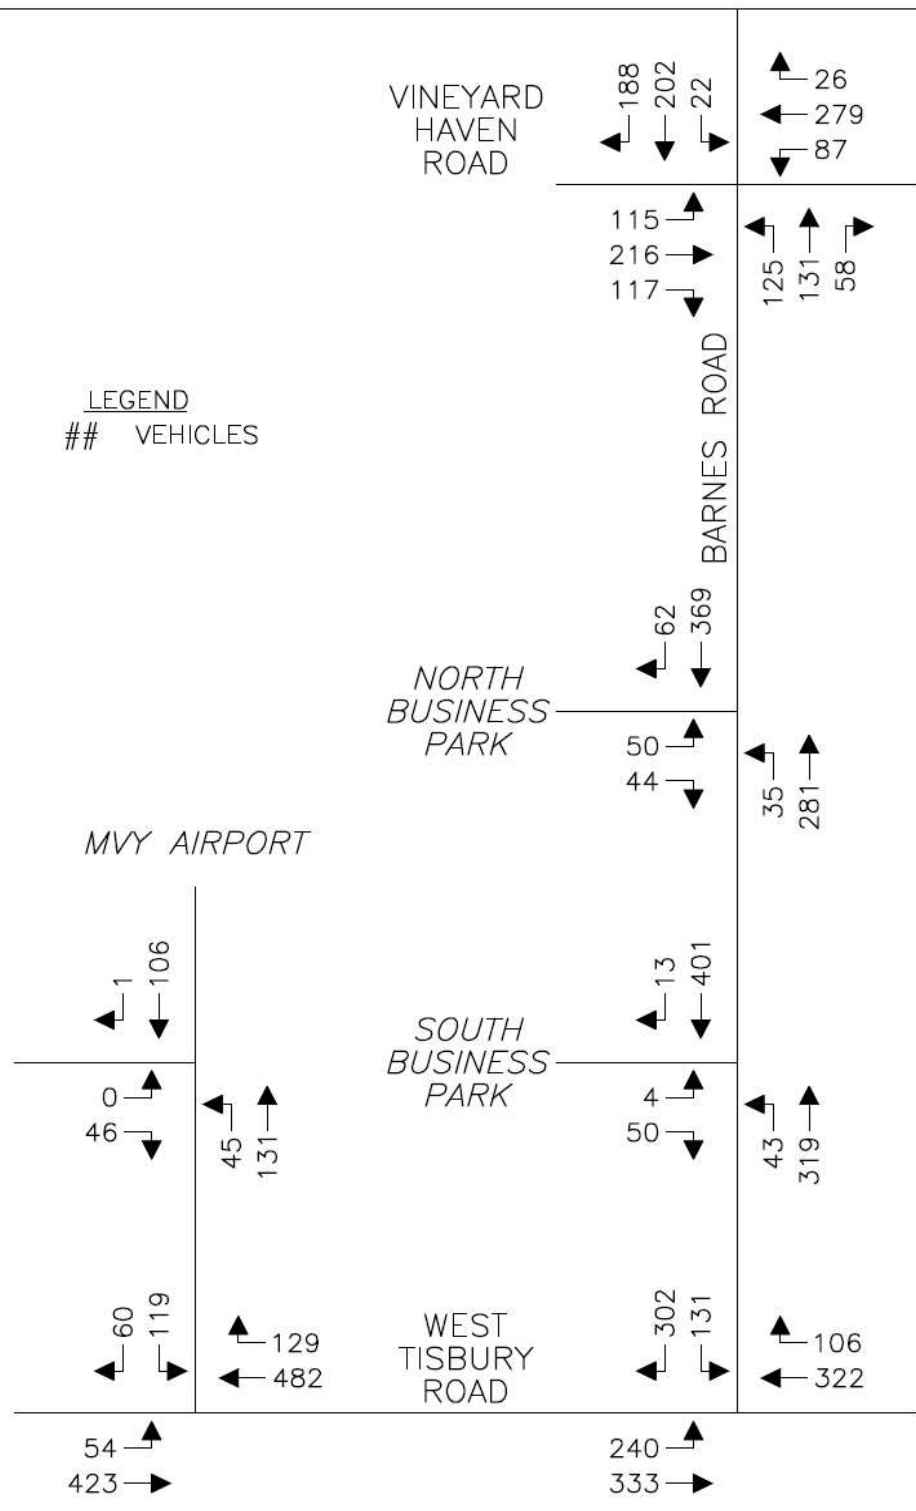 188
202
22
26
279
87
VINEYARD
HAVEN
ROAD
115
216
117
125
131
58
BARNES ROAD
LEGEND
## VEHICLES
62
369
NORTH
BUSINESS
PARK
50
44
35
281
MVY AIRPORT
1
106
13
401
SOUTH
BUSINESS
PARK
0
46
45
131
4
50
43
319
60
119
129
482
WEST
TISBURY
ROAD
302
131
106
322
54
423
240
333